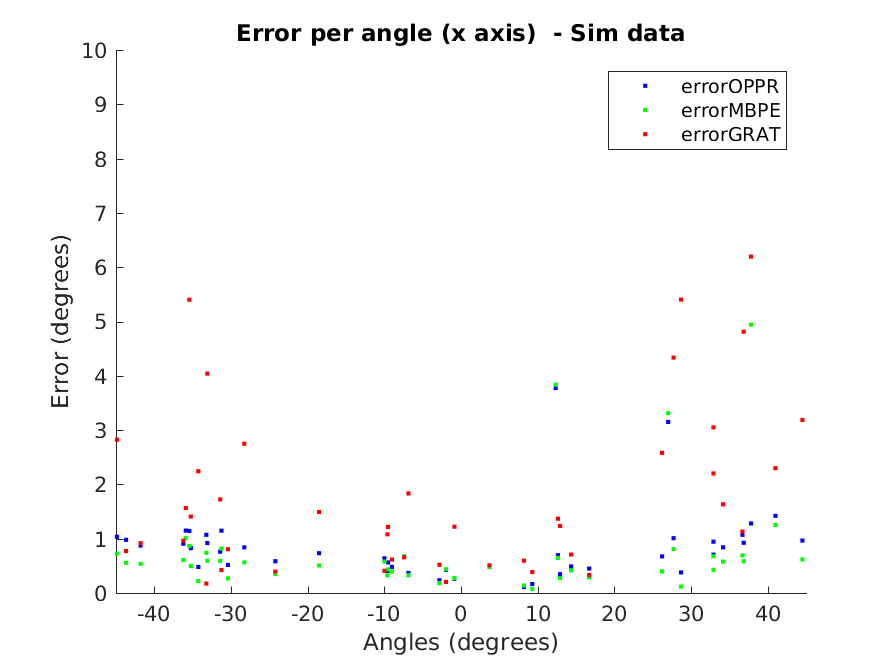 Error per angle (x axis)  - Sim data
10
9
8
7
6
5
4
3
2
1
0
Error (degrees)
errorOPPR
errorMBPE
errorGRAT
-40 -30 -20 -10 0 10 20 30 40
Angles (degrees)